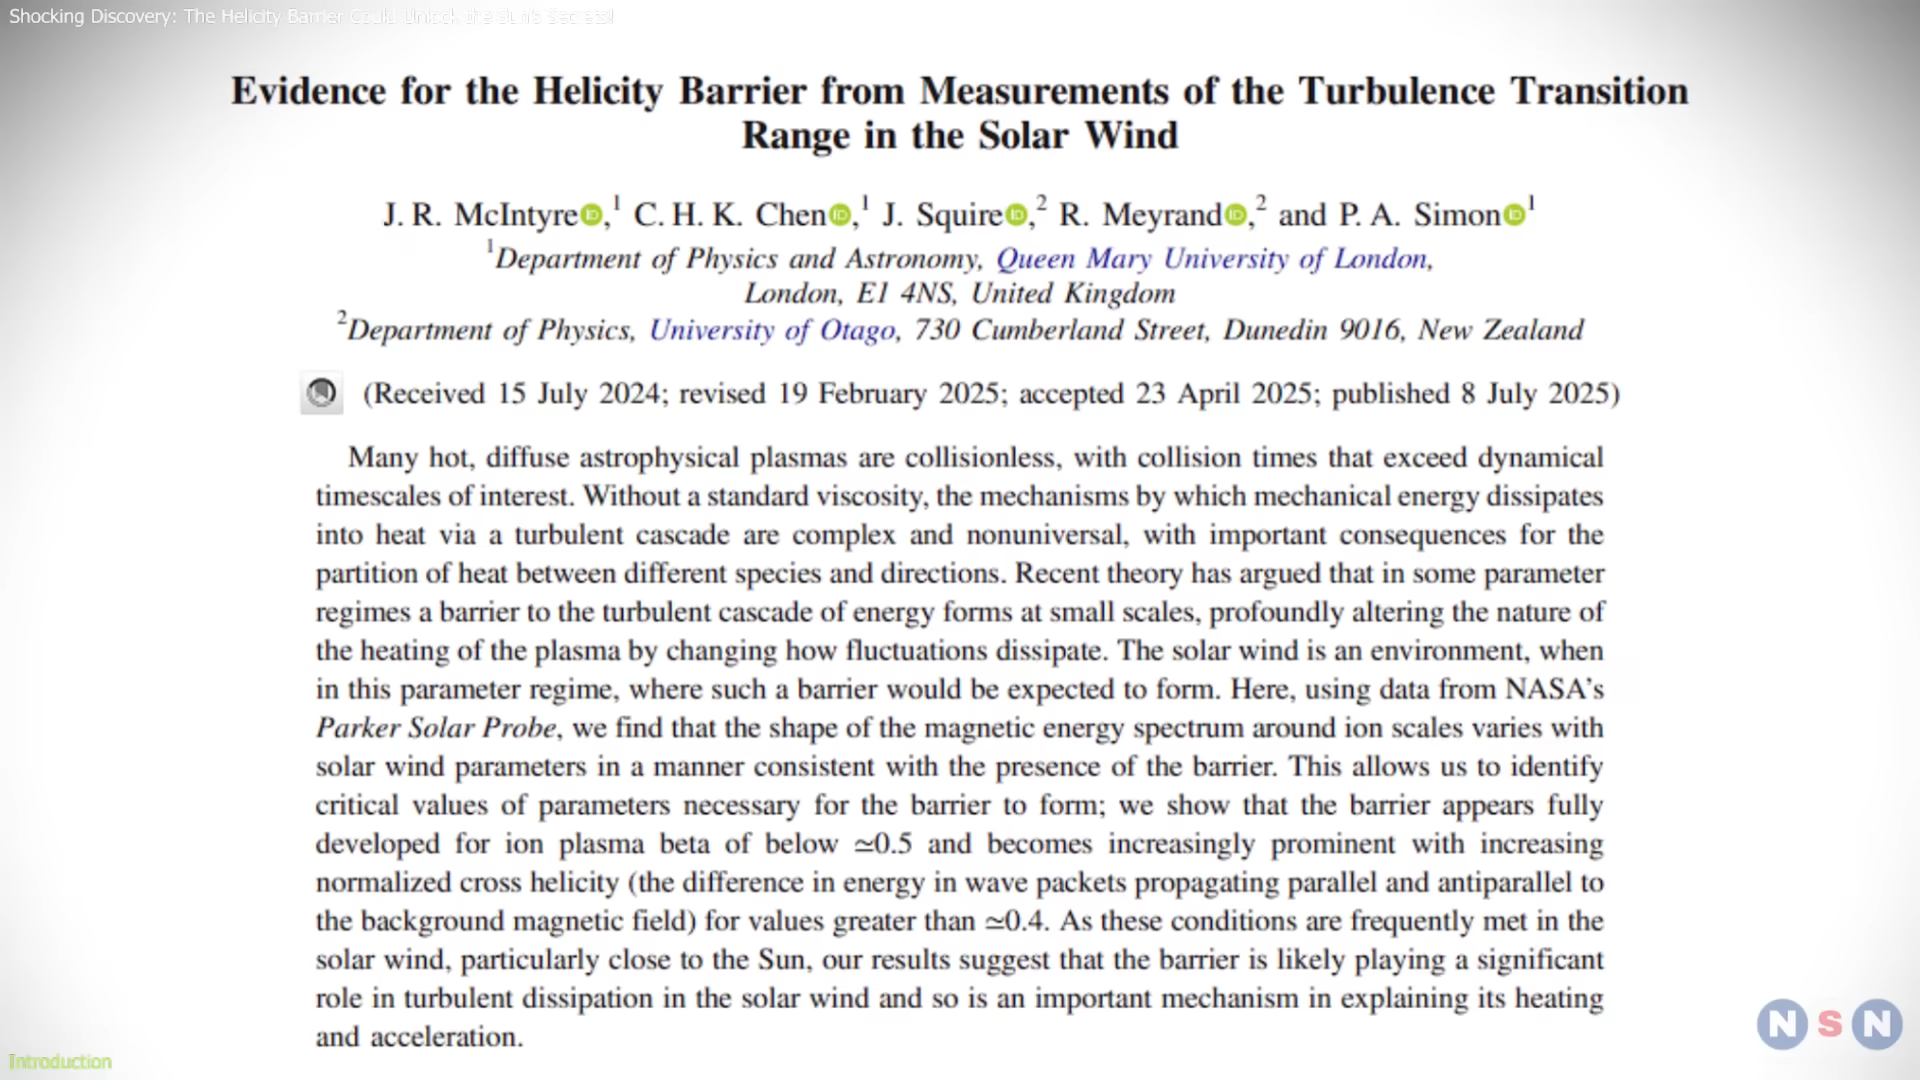 Shocking Discovery: The Helicity Barrier Could Unlock the Sun's Secrets!
Evidence for the Helicity Barrier from Measurements of the Turbulence Transition
Range in the Solar Wind
J. R. McIntyre,1 C. H. K. Chen,1 J. Squire,2 R. Meyrand,2 and P. A. Simon1
1Department of Physics and Astronomy, Queen Mary University of London,
London, E1 4NS, United Kingdom
2Department of Physics, University of Otago, 730 Cumberland Street, Dunedin 9016, New Zealand
(Received 15 July 2024; revised 19 February 2025; accepted 23 April 2025; published 8 July 2025)
Many hot, diffuse astrophysical plasmas are collisionless, with collision times that exceed dynamical
timescales of interest. Without a standard viscosity, the mechanisms by which mechanical energy dissipates
into heat via a turbulent cascade are complex and nonuniversal, with important consequences for the
partition of heat between different species and directions. Recent theory has argued that in some parameter
regimes a barrier to the turbulent cascade of energy forms at small scales, profoundly altering the nature of
the heating of the plasma by changing how fluctuations dissipate. The solar wind is an environment, when
in this parameter regime, where such a barrier would be expected to form. Here, using data from NASA's
Parker Solar Probe, we find that the shape of the magnetic energy spectrum around ion scales varies with
solar wind parameters in a manner consistent with the presence of the barrier. This allows us to identify
critical values of parameters necessary for the barrier to form; we show that the barrier appears fully
developed for ion plasma beta of below ≃0.5 and becomes increasingly prominent with increasing
normalized cross helicity (the difference in energy in wave packets propagating parallel and antiparallel to
the background magnetic field) for values greater than ≃0.4. As these conditions are frequently met in the
solar wind, particularly close to the Sun, our results suggest that the barrier is likely playing a significant
role in turbulent dissipation in the solar wind and so is an important mechanism in explaining its heating
and acceleration.
N S N
Introduction